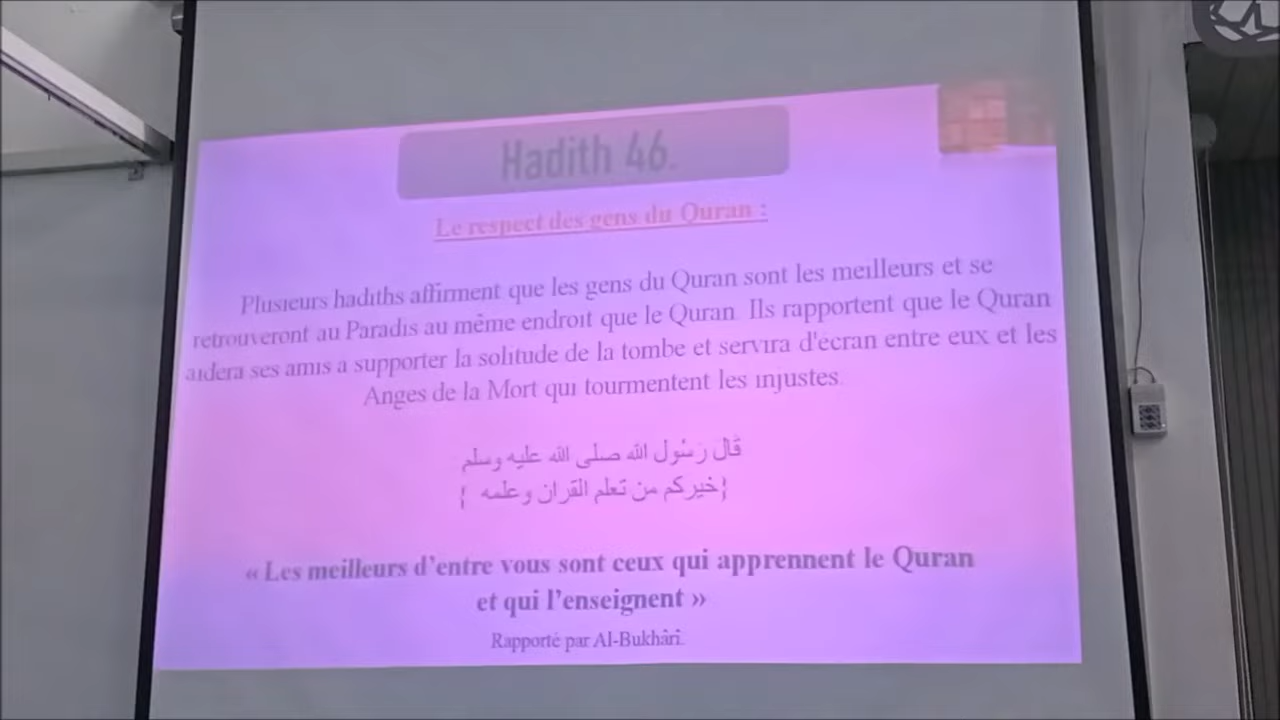 Hadith 46.
Le respect des gens du Quran :
Plusieurs hadiths affirment que les gens du Quran sont les meilleurs et se
retrouveront au Paradis au même endroit que le Quran. Ils rapportent que le Quran
aidera ses amis a supporter la solitude de la tombe et servira d'écran entre eux et les
Anges de la Mort qui tourmentent les injustes.
قال رسول الله صلى الله عليه وسلم
{خيركم من تعلم القران وعلمه }
« Les meilleurs d’entre vous sont ceux qui apprennent le Quran
et qui l’enseignent »
Rapporté par Al-Bukhârî.